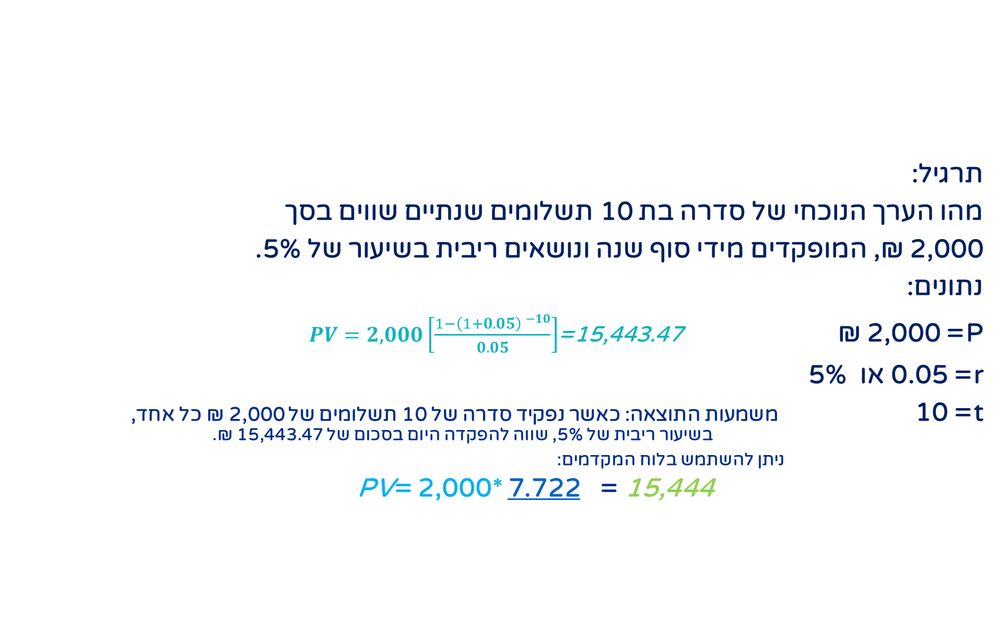 תרגיל:
מהו הערך הנוכחי של סדרה בת 10 תשלומים שנתיים שווים בסך
2,000 ₪, המופקדים מידי סוף שנה ונושאים ריבית בשיעור של 5%.
נתונים:
P= 2,000 ₪
PV = 2,000 [(1−(1+0.05)^−10)/0.05] =15,443.47
r= 0.05 או 5%
t= 10
משמעות התוצאה: כאשר נפקיד סדרה של 10 תשלומים של 2,000 ₪ כל אחד,
בשיעור ריבית של 5%, שווה להפקדה היום בסכום של 15,443.47 ₪.
ניתן להשתמש בלוח המקדמים:
PV= 2,000* 7.722 = 15,444